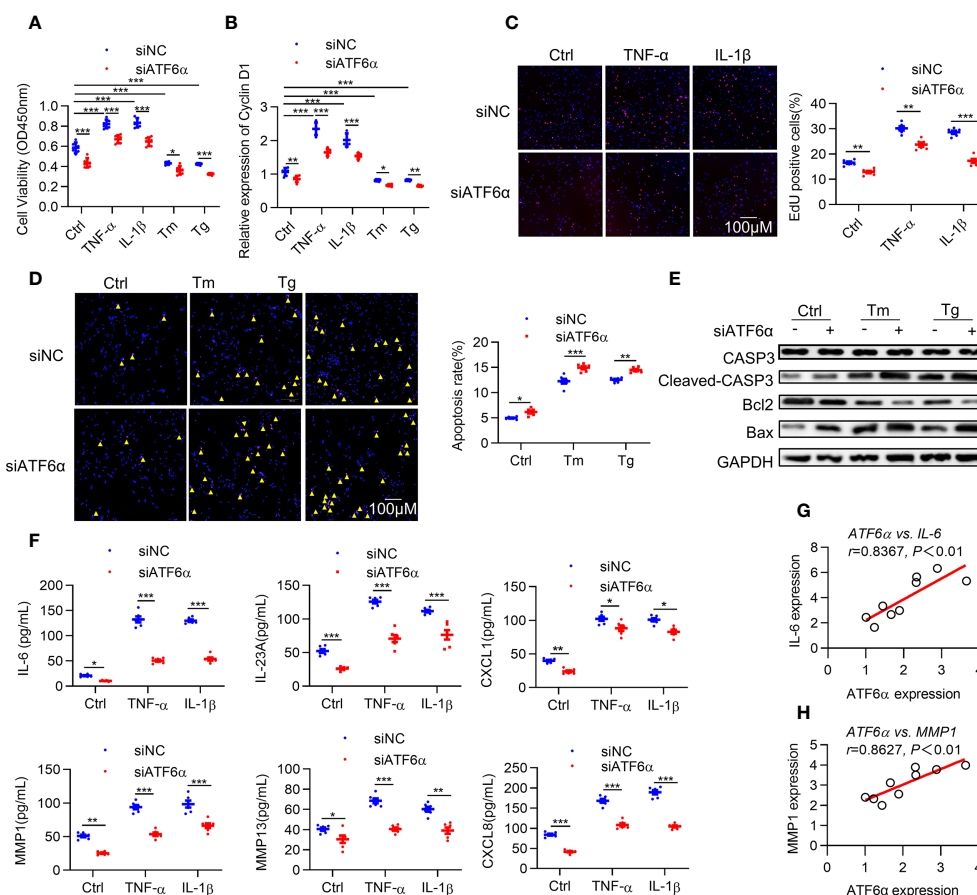 A
siNC
siATF6α
Cell Viability (OD450nm)
1.0
0.8
0.6
0.4
0.2
0.0
***
***
***
***
***
***
***
*
***
Ctrl
TNF-α
IL-1β
Tm
Tg
B
siNC
siATF6α
Relative expression of Cyclin D1
3
2
1
0
***
***
***
***
**
***
***
*
**
Ctrl
TNF-α
IL-1β
Tm
Tg
C
Ctrl
TNF-α
IL-1β
siNC
siATF6α
100μM
siNC
siATF6α
EdU positive cells(%)
50
40
30
20
10
0
**
**
***
Ctrl
TNF-α
IL-1β
D
Ctrl
Tm
Tg
siNC
siATF6α
100μM
siNC
siATF6α
Apoptosis rate(%)
20
15
10
5
0
*
***
**
Ctrl
Tm
Tg
E
Ctrl
Tm
Tg
siATF6α
- + - + - +
CASP3
Cleaved-CASP3
Bcl2
Bax
GAPDH
F
siNC
siATF6α
IL-6 (pg/mL)
200
150
100
50
0
*
***
***
Ctrl
TNF-α
IL-1β
siNC
siATF6α
IL-23A(pg/mL)
150
100
50
0
***
***
***
Ctrl
TNF-α
IL-1β
siNC
siATF6α
CXCL1(pg/mL)
200
150
100
50
0
**
*
*
Ctrl
TNF-α
IL-1β
siNC
siATF6α
MMP1(pg/mL)
150
100
50
0
**
***
***
Ctrl
TNF-α
IL-1β
siNC
siATF6α
MMP13(pg/mL)
100
80
60
40
20
0
*
***
**
Ctrl
TNF-α
IL-1β
siNC
siATF6α
CXCL8(pg/mL)
250
200
150
100
50
0
***
***
***
Ctrl
TNF-α
IL-1β
G
ATF6α vs. IL-6
r=0.8367, P<0.01
IL-6 expression
8
6
4
2
0
0 1 2 3 4
ATF6α expression
H
ATF6α vs. MMP1
r=0.8627, P<0.01
MMP1 expression
5
4
3
2
1
0
0 1 2 3 4
ATF6α expression